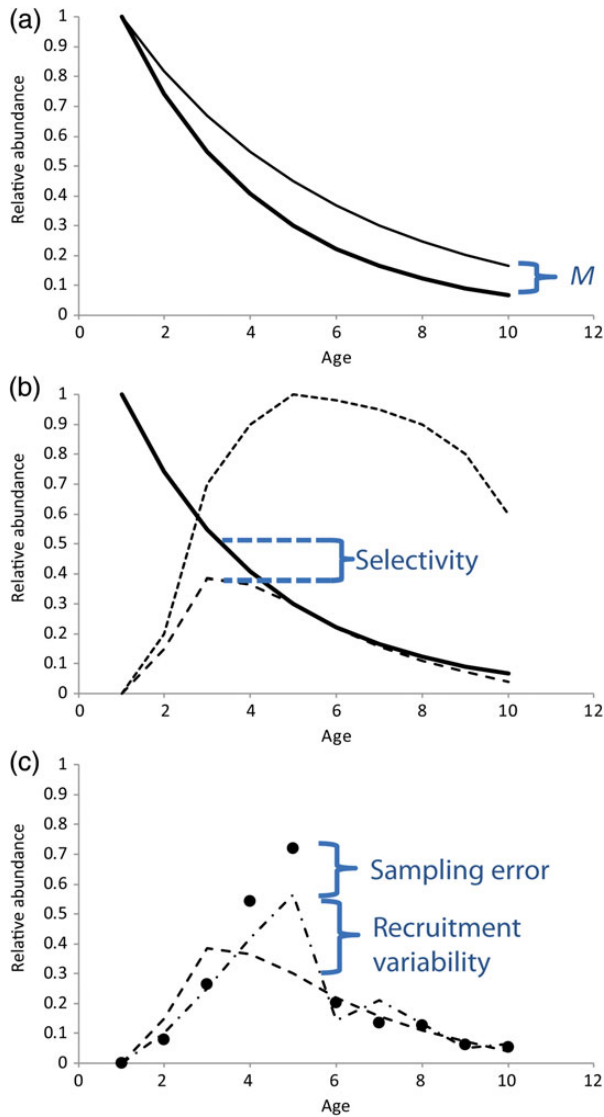 (a)
Relative abundance
1
0.9
0.8
0.7
0.6
0.5
0.4
0.3
0.2
0.1
0
M
0 2 4 6 8 10 12
Age
(b)
Relative abundance
1
0.9
0.8
0.7
0.6
0.5
0.4
0.3
0.2
0.1
0
Selectivity
0 2 4 6 8 10 12
Age
(c)
Relative abundance
1
0.9
0.8
0.7
0.6
0.5
0.4
0.3
0.2
0.1
0
Sampling error
Recruitment
variability
0 2 4 6 8 10 12
Age